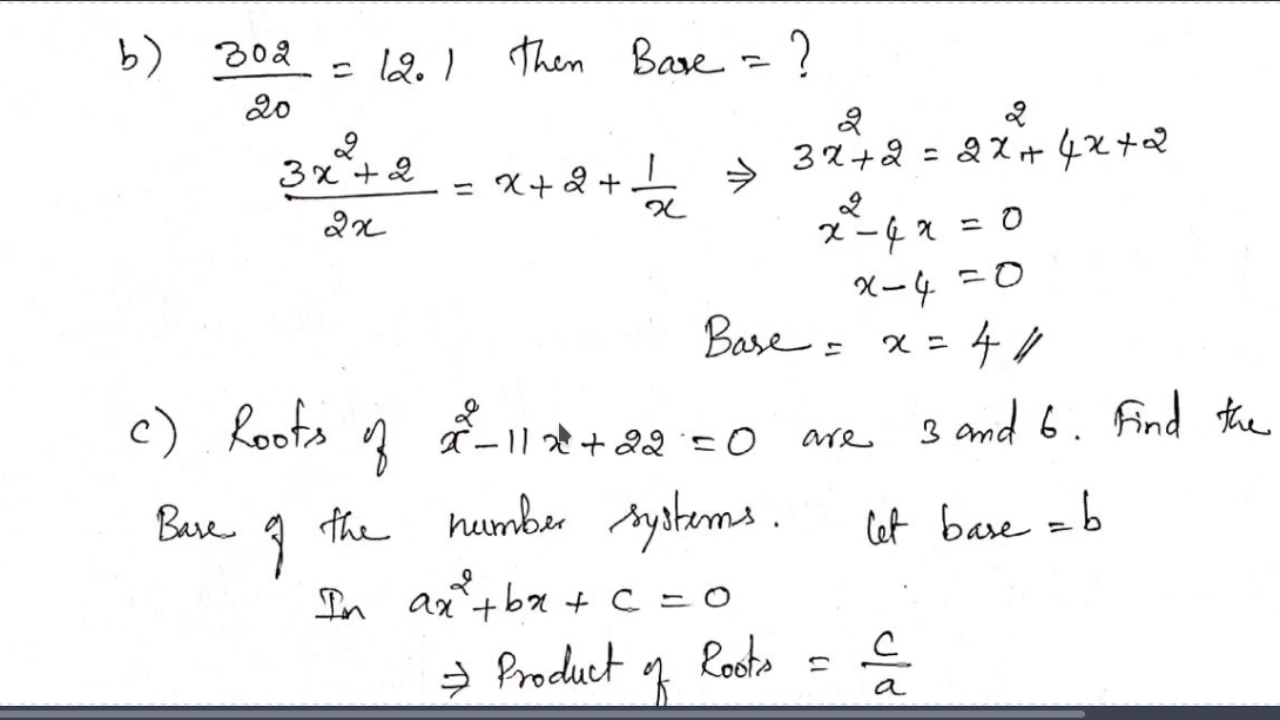 b) 302/20 = 12.1 Then Base = ?
(3x²+2)/2x = x+2+1/x ⇒ 3x²+2 = 2x²+4x+2
x²-4x = 0
x-4 = 0
Base = x = 4 //
c) Roots of x²-11x+22 = 0 are 3 and 6. Find the
Base of the number systems. let base = b
In ax²+bx+c = 0
⇒ Product of Roots = c/a